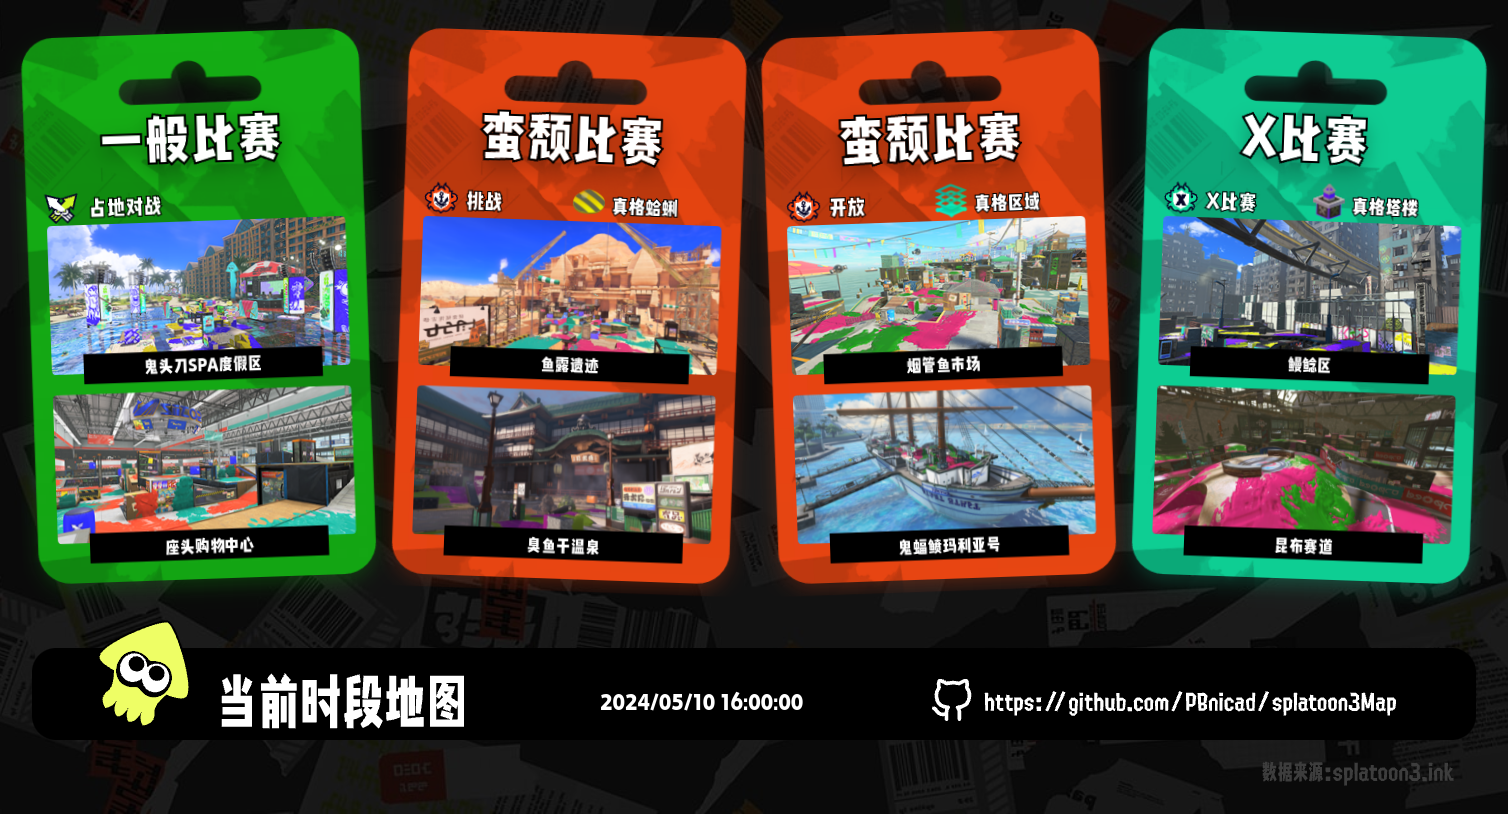 一般比赛
占地对战
鬼头刀SPA度假区
座头购物中心
蛮颓比赛
挑战
真格蛤蜊
鱼露遗迹
臭鱼干温泉
蛮颓比赛
开放
真格区域
烟管鱼市场
鬼蝠鲼玛利亚号
X比赛
X比赛
真格塔楼
鳗鲶区
昆布赛道
当前时段地图
2024/05/10 16:00:00
https://github.com/PBnicad/splatoon3Map
数据来源:splatoon3.ink